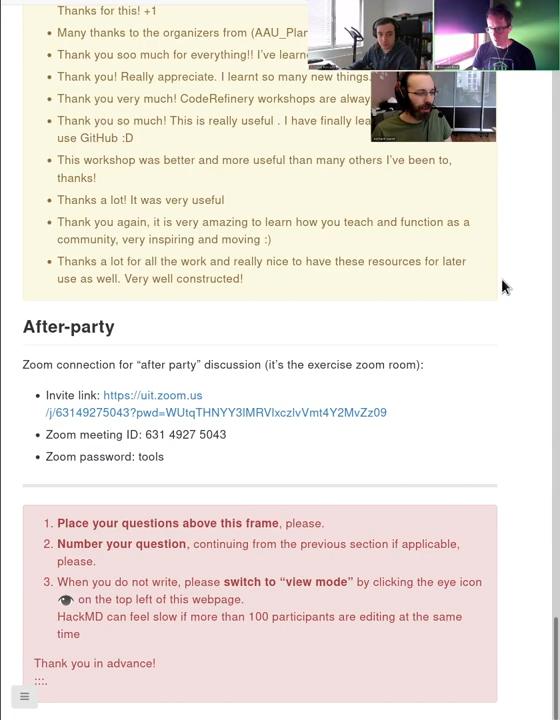 Thanks for this! +1
Many thanks to the organizers from (AAU_Plan
Thank you soo much for everything!! I've learn
Thank you! Really appreciate. I learnt so many new things.
Thank you very much! CodeRefinery workshops are alway
Thank you so much! This is really useful . I have finally lea
use GitHub :D
This workshop was better and more useful than many others I've been to,
thanks!
Thanks a lot! It was very useful
Thank you again, it is very amazing to learn how you teach and function as a
community, very inspiring and moving :)
Thanks a lot for all the work and really nice to have these resources for later
use as well. Very well constructed!
After-party
Zoom connection for “after party” discussion (it's the exercise zoom room):
Invite link: https://uit.zoom.us
/j/63149275043?pwd=WUtqTHNYY3lMRVlxczlvVmt4Y2MvZz09
Zoom meeting ID: 631 4927 5043
Zoom password: tools
1. Place your questions above this frame, please.
2. Number your question, continuing from the previous section if applicable,
please.
3. When you do not write, please switch to “view mode” by clicking the eye icon
on the top left of this webpage.
HackMD can feel slow if more than 100 participants are editing at the same
time
Thank you in advance!
:::.